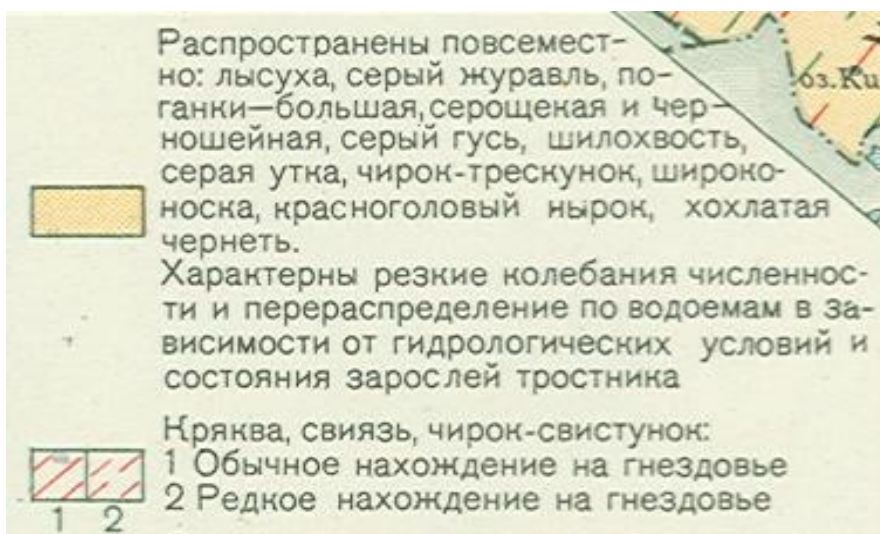 Распространены повсемест-
но: лысуха, серый журавль, по-
ганки—большая, серощекая и чер-
ношейная, серый гусь, шилохвость,
серая утка, чирок-трескунок, широко-
носка, красноголовый нырок, хохлатая
чернеть.
Характерны резкие колебания численнос-
ти и перераспределение по водоемам в за-
висимости от гидрологических условий и
состояния зарослей тростника
Кряква, свиязь, чирок-свистунок:
1 Обычное нахождение на гнездовье
2 Редкое нахождение на гнездовье
1 2
оз.Ки